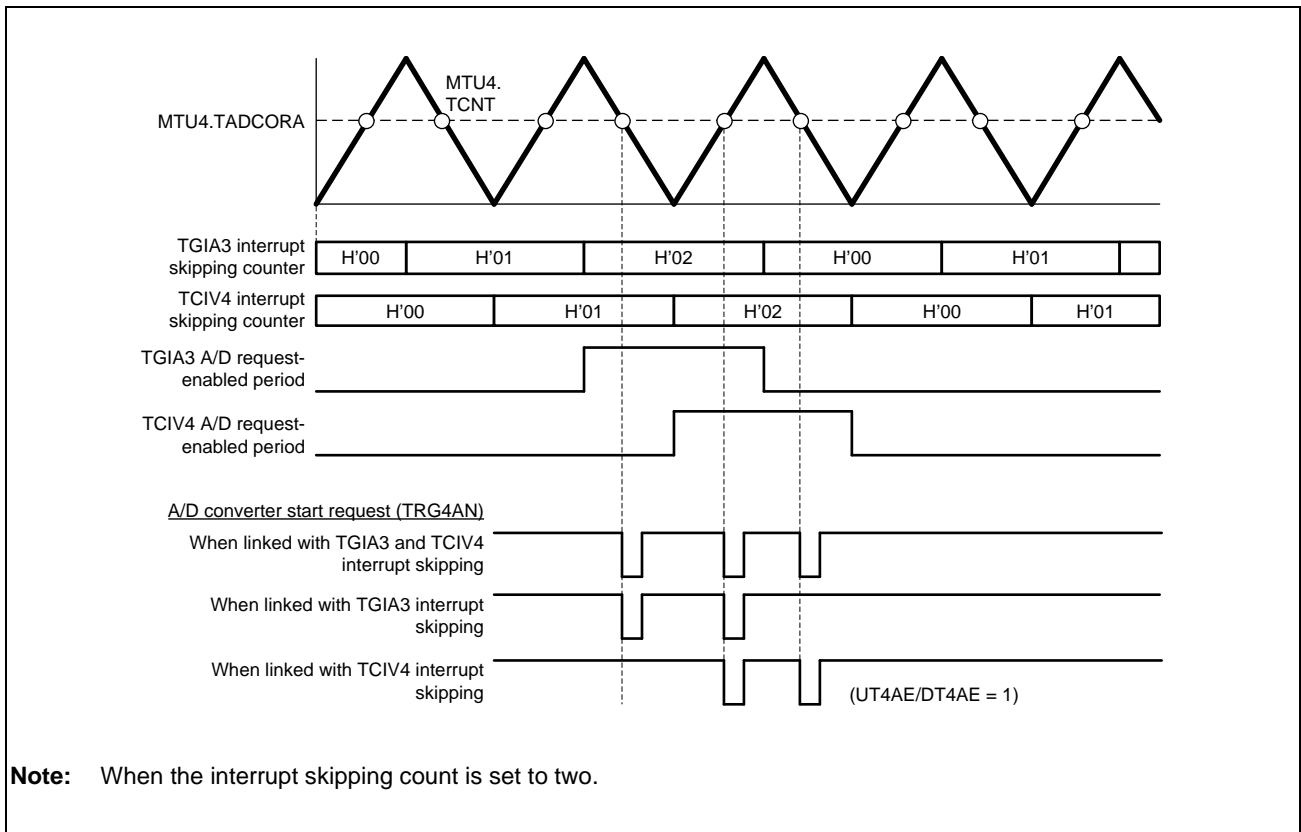 MTU4.
TCNT
MTU4.TADCORA
TGIA3 interrupt
skipping counter
H'00 H'01 H'02 H'00 H'01
TCIV4 interrupt
skipping counter
H'00 H'01 H'02 H'00 H'01
TGIA3 A/D request-
enabled period
TCIV4 A/D request-
enabled period
A/D converter start request (TRG4AN)
When linked with TGIA3 and TCIV4
interrupt skipping
When linked with TGIA3 interrupt
skipping
When linked with TCIV4 interrupt
skipping
(UT4AE/DT4AE = 1)
Note: When the interrupt skipping count is set to two.